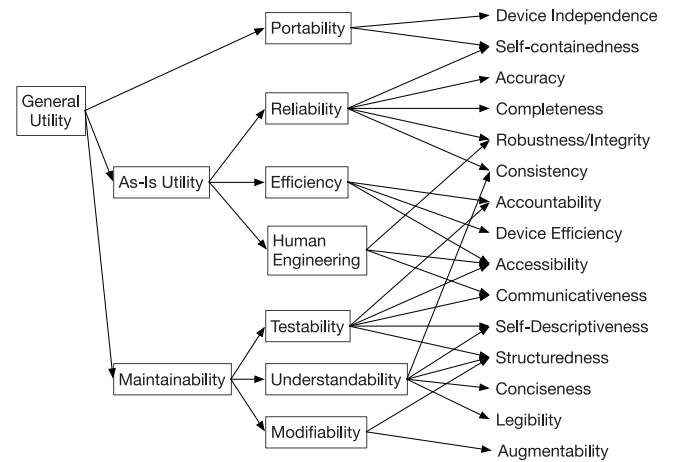 General
Utility
As-Is Utility
Maintainability
Portability
Reliability
Efficiency
Human
Engineering
Testability
Understandability
Modifiability
Device Independence
Self-containedness
Accuracy
Completeness
Robustness/Integrity
Consistency
Accountability
Device Efficiency
Accessibility
Communicativeness
Self-Descriptiveness
Structuredness
Conciseness
Legibility
Augmentability